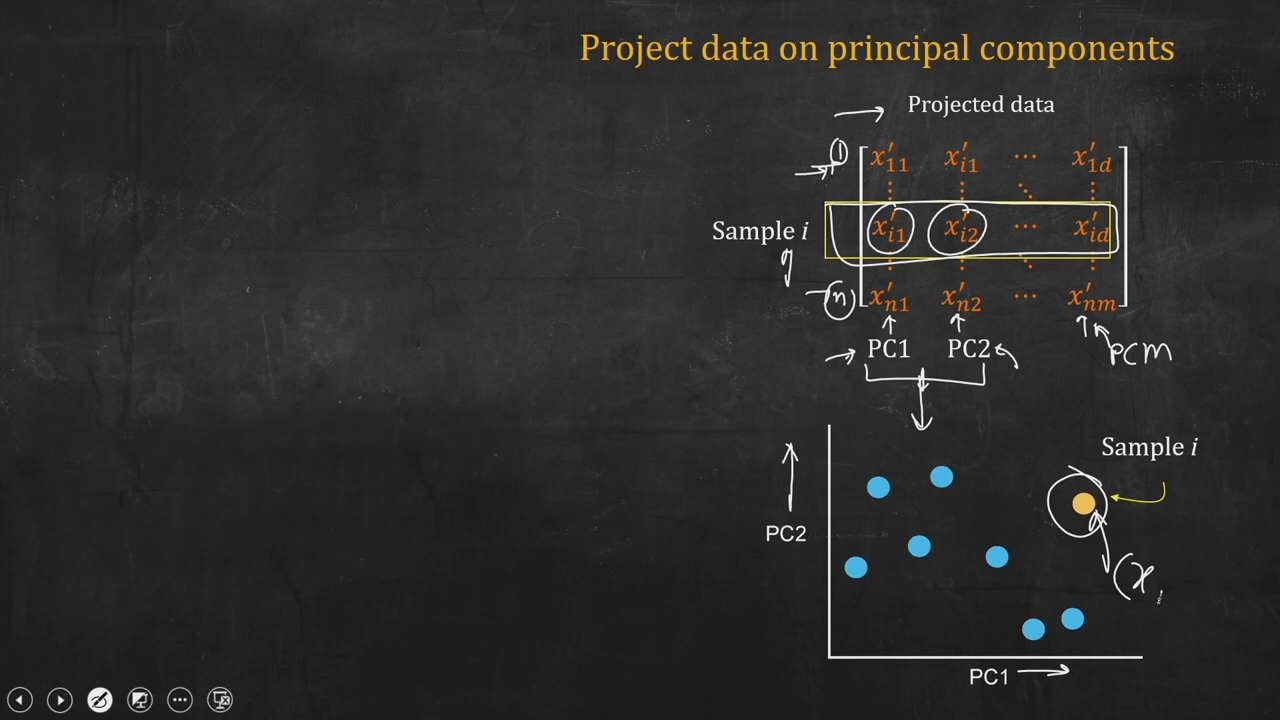 Project data on principal components
Projected data
1
x′11 x′i1 ⋯ x′1d
⋮ ⋮ ⋱ ⋮
Sample i x′i1 x′i2 ⋯ x′id
⋮ ⋮ ⋱ ⋮
n x′n1 x′n2 ⋯ x′nm
PC1 PC2 PCM
Sample i
PC2
(x
PC1